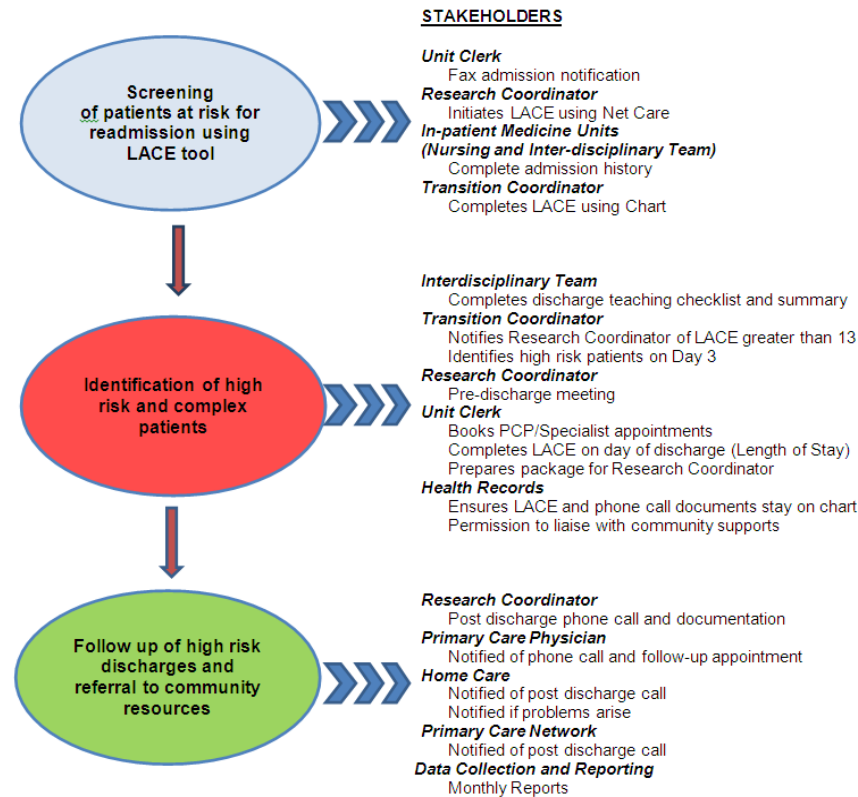 STAKEHOLDERS
Screening
of patients at risk for
readmission using
LACE tool
Unit Clerk
Fax admission notification
Research Coordinator
Initiates LACE using Net Care
In-patient Medicine Units
(Nursing and Inter-disciplinary Team)
Complete admission history
Transition Coordinator
Completes LACE using Chart
Identification of high
risk and complex
patients
Interdisciplinary Team
Completes discharge teaching checklist and summary
Transition Coordinator
Notifies Research Coordinator of LACE greater than 13
Identifies high risk patients on Day 3
Research Coordinator
Pre-discharge meeting
Unit Clerk
Books PCP/Specialist appointments
Completes LACE on day of discharge (Length of Stay)
Prepares package for Research Coordinator
Health Records
Ensures LACE and phone call documents stay on chart
Permission to liaise with community supports
Follow up of high risk
discharges and
referral to community
resources
Research Coordinator
Post discharge phone call and documentation
Primary Care Physician
Notified of phone call and follow-up appointment
Home Care
Notified of post discharge call
Notified if problems arise
Primary Care Network
Notified of post discharge call
Data Collection and Reporting
Monthly Reports